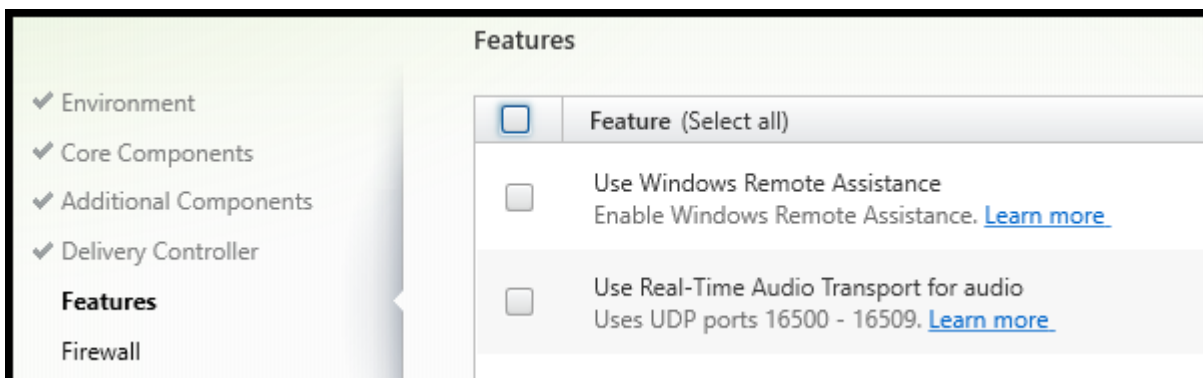 Features
Environment
Core Components
Additional Components
Delivery Controller
Features
Firewall
Feature (Select all)
Use Windows Remote Assistance
Enable Windows Remote Assistance. Learn more
Use Real-Time Audio Transport for audio
Uses UDP ports 16500 - 16509. Learn more